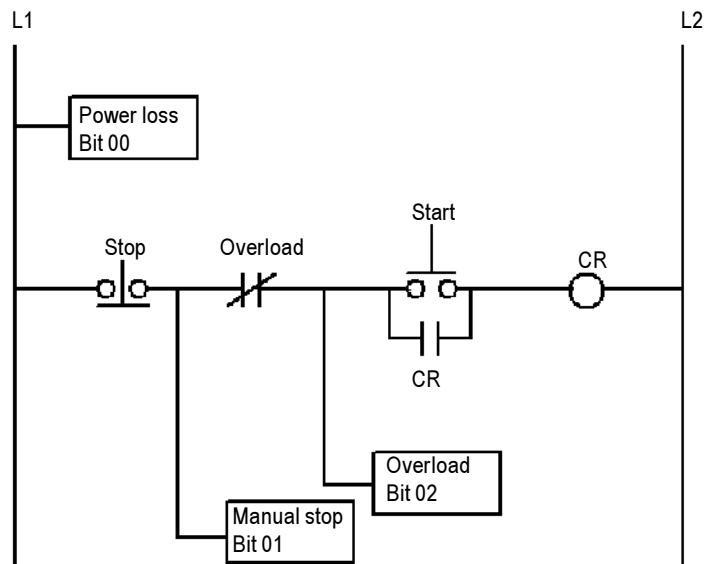 L1
L2
Power loss
Bit 00
Start
Stop
Overload
CR
CR
Overload
Bit 02
Manual stop
Bit 01